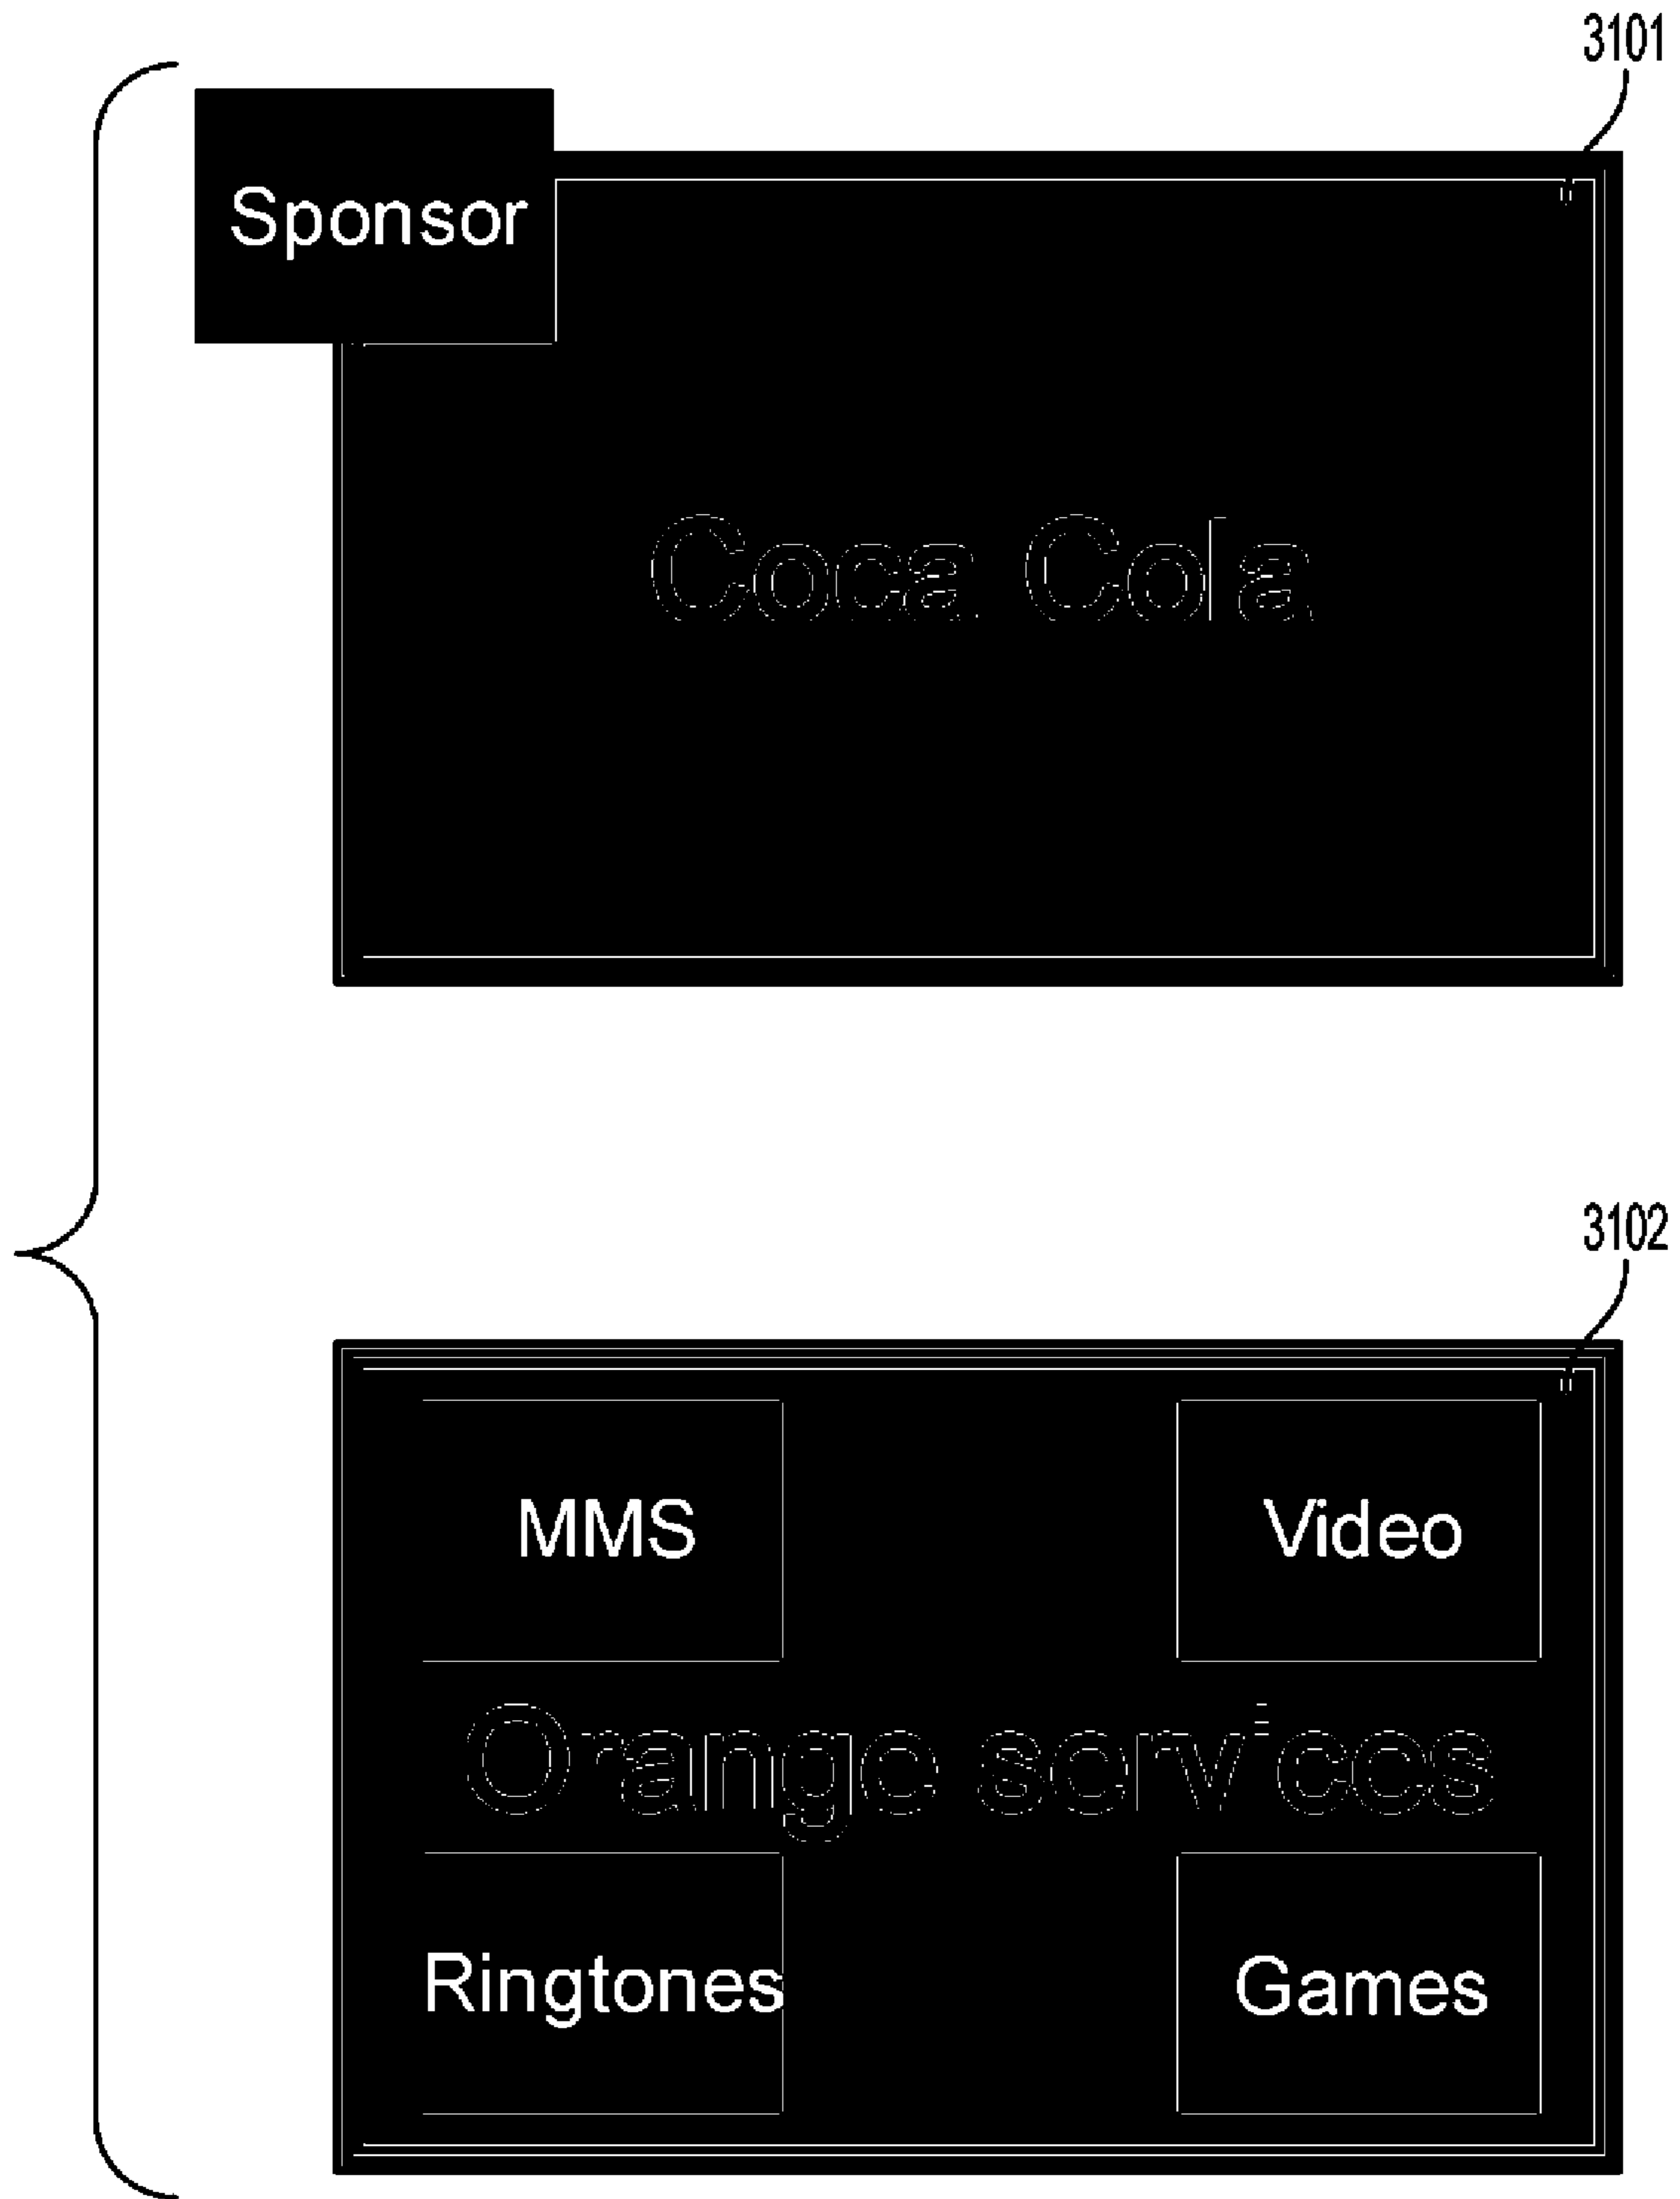 3101
Sponsor
Coca Cola
3102
MMS Video
Orange services
Ringtones Games